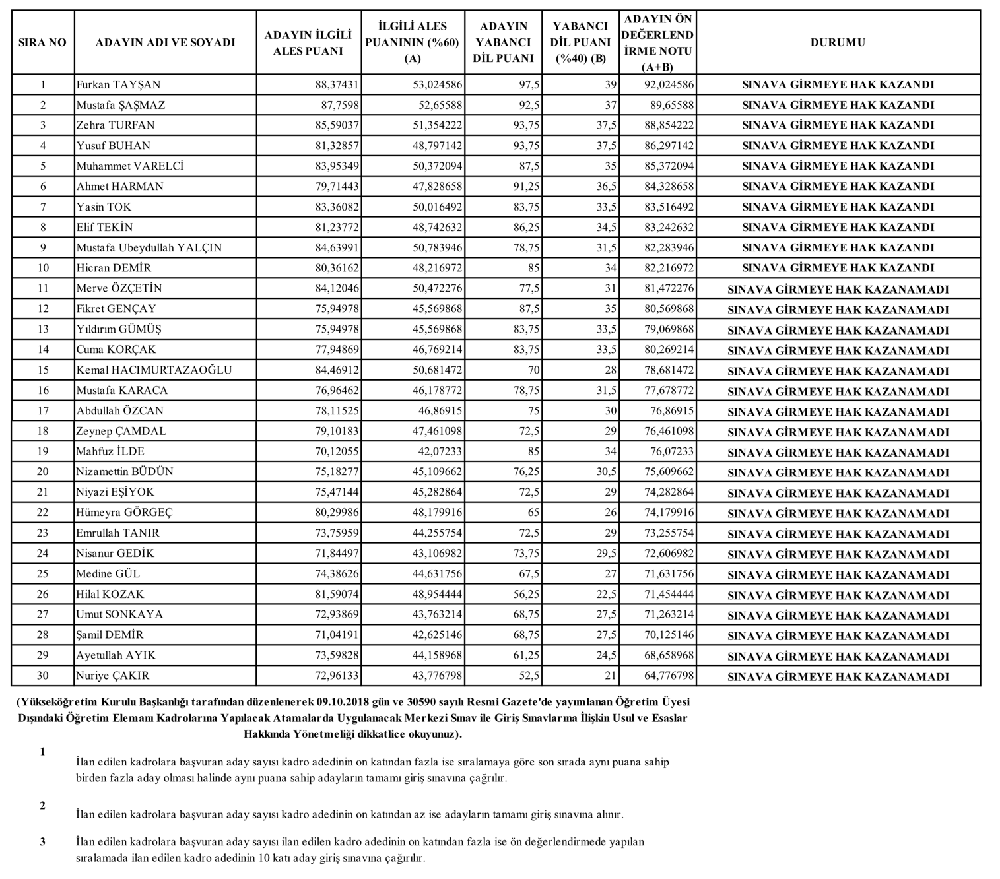 SIRA NO ADAYIN ADI VE SOYADI ADAYIN İLGİLİ ALES PUANI İLGİLİ ALES PUANININ (%60) (A) ADAYIN YABANCI DİL PUANI YABANCI DİL PUANI (%40) (B) ADAYIN ÖN DEĞERLENDİRME NOTU (A+B) DURUMU
1 Furkan TAYŞAN 88,37431 53,024586 97,5 39 92,024586 SINAVA GİRMEYE HAK KAZANDI
2 Mustafa ŞAŞMAZ 87,7598 52,65588 92,5 37 89,65588 SINAVA GİRMEYE HAK KAZANDI
3 Zehra TURFAN 85,59037 51,354222 93,75 37,5 88,854222 SINAVA GİRMEYE HAK KAZANDI
4 Yusuf BUHAN 81,32857 48,797142 93,75 37,5 86,297142 SINAVA GİRMEYE HAK KAZANDI
5 Muhammet VARELCİ 83,95349 50,372094 87,5 35 85,372094 SINAVA GİRMEYE HAK KAZANDI
6 Ahmet HARMAN 79,71443 47,828658 91,25 36,5 84,328658 SINAVA GİRMEYE HAK KAZANDI
7 Yasin TOK 83,36082 50,016492 83,75 33,5 83,516492 SINAVA GİRMEYE HAK KAZANDI
8 Elif TEKİN 81,23772 48,742632 86,25 34,5 83,242632 SINAVA GİRMEYE HAK KAZANDI
9 Mustafa Ubeydullah YALÇIN 84,63991 50,783946 78,75 31,5 82,283946 SINAVA GİRMEYE HAK KAZANDI
10 Hicran DEMİR 80,36162 48,216972 85 34 82,216972 SINAVA GİRMEYE HAK KAZANDI
11 Merve ÖZÇETİN 84,12046 50,472276 77,5 31 81,472276 SINAVA GİRMEYE HAK KAZANAMADI
12 Fikret GENÇAY 75,94978 45,569868 87,5 35 80,569868 SINAVA GİRMEYE HAK KAZANAMADI
13 Yıldırım GÜMÜŞ 75,94978 45,569868 83,75 33,5 79,069868 SINAVA GİRMEYE HAK KAZANAMADI
14 Cuma KORÇAK 77,94869 46,769214 83,75 33,5 80,269214 SINAVA GİRMEYE HAK KAZANAMADI
15 Kemal HACIMURTAZAOĞLU 84,46912 50,681472 70 28 78,681472 SINAVA GİRMEYE HAK KAZANAMADI
16 Mustafa KARACA 76,96462 46,178772 78,75 31,5 77,678772 SINAVA GİRMEYE HAK KAZANAMADI
17 Abdullah ÖZCAN 78,11525 46,86915 75 30 76,86915 SINAVA GİRMEYE HAK KAZANAMADI
18 Zeynep ÇAMDAL 79,10183 47,461098 72,5 29 76,461098 SINAVA GİRMEYE HAK KAZANAMADI
19 Mahfuz İLDE 70,12055 42,07233 85 34 76,07233 SINAVA GİRMEYE HAK KAZANAMADI
20 Nizamettin BÜDÜN 75,18277 45,109662 76,25 30,5 75,609662 SINAVA GİRMEYE HAK KAZANAMADI
21 Niyazi EŞİYOK 75,47144 45,282864 72,5 29 74,282864 SINAVA GİRMEYE HAK KAZANAMADI
22 Hümeyra GÖRGEÇ 80,29986 48,179916 65 26 74,179916 SINAVA GİRMEYE HAK KAZANAMADI
23 Emrullah TANIR 73,75959 44,255754 72,5 29 73,255754 SINAVA GİRMEYE HAK KAZANAMADI
24 Nisanur GEDİK 71,84497 43,106982 73,75 29,5 72,606982 SINAVA GİRMEYE HAK KAZANAMADI
25 Medine GÜL 74,38626 44,631756 67,5 27 71,631756 SINAVA GİRMEYE HAK KAZANAMADI
26 Hilal KOZAK 81,59074 48,954444 56,25 22,5 71,454444 SINAVA GİRMEYE HAK KAZANAMADI
27 Umut SONKAYA 72,93869 43,763214 68,75 27,5 71,263214 SINAVA GİRMEYE HAK KAZANAMADI
28 Şamil DEMİR 71,04191 42,625146 68,75 27,5 70,125146 SINAVA GİRMEYE HAK KAZANAMADI
29 Ayetullah AYIK 73,59828 44,158968 61,25 24,5 68,658968 SINAVA GİRMEYE HAK KAZANAMADI
30 Nuriye ÇAKIR 72,96133 43,776798 52,5 21 64,776798 SINAVA GİRMEYE HAK KAZANAMADI
(Yükseköğretim Kurulu Başkanlığı tarafından düzenlenerek 09.10.2018 gün ve 30590 sayılı Resmi Gazete'de yayımlanan Öğretim Üyesi
Dışındaki Öğretim Elemanı Kadrolarına Yapılacak Atamalarda Uygulanacak Merkezi Sınav ile Giriş Sınavlarına İlişkin Usul ve Esaslar
Hakkında Yönetmeliği dikkatlice okuyunuz).
1
İlan edilen kadrolara başvuran aday sayısı kadro adedinin on katından fazla ise sıralamaya göre son sırada aynı puana sahip
birden fazla aday olması halinde aynı puana sahip adayların tamamı giriş sınavına çağrılır.
2
İlan edilen kadrolara başvuran aday sayısı kadro adedinin on katından az ise adayların tamamı giriş sınavına alınır.
3 İlan edilen kadrolara başvuran aday sayısı ilan edilen kadro adedinin on katından fazla ise ön değerlendirmede yapılan
sıralamada ilan edilen kadro adedinin 10 katı aday giriş sınavına çağırılır.